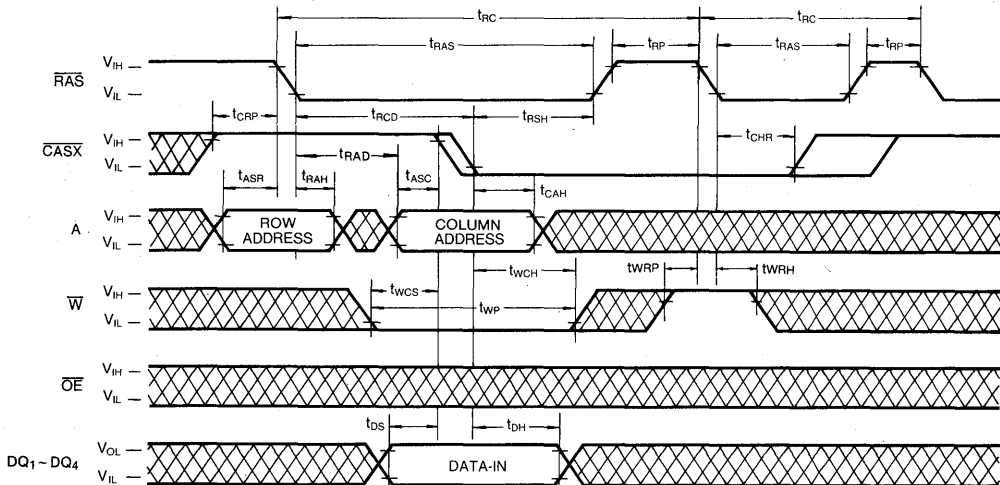 tRC tRC
tRAS tRP tRAS tRP
RAS VIH VIL
tCRP tRCD tRSH tCHR
CASX VIH VIL
tRAD
tASR tRAH tASC tCAH
A VIH VIL ROW ADDRESS COLUMN ADDRESS
tWCH tWRP tWRH
tWCS tWP
W VIH VIL
OE VIH VIL
tDS tDH
DQ1~DQ4 VOL VIL DATA-IN